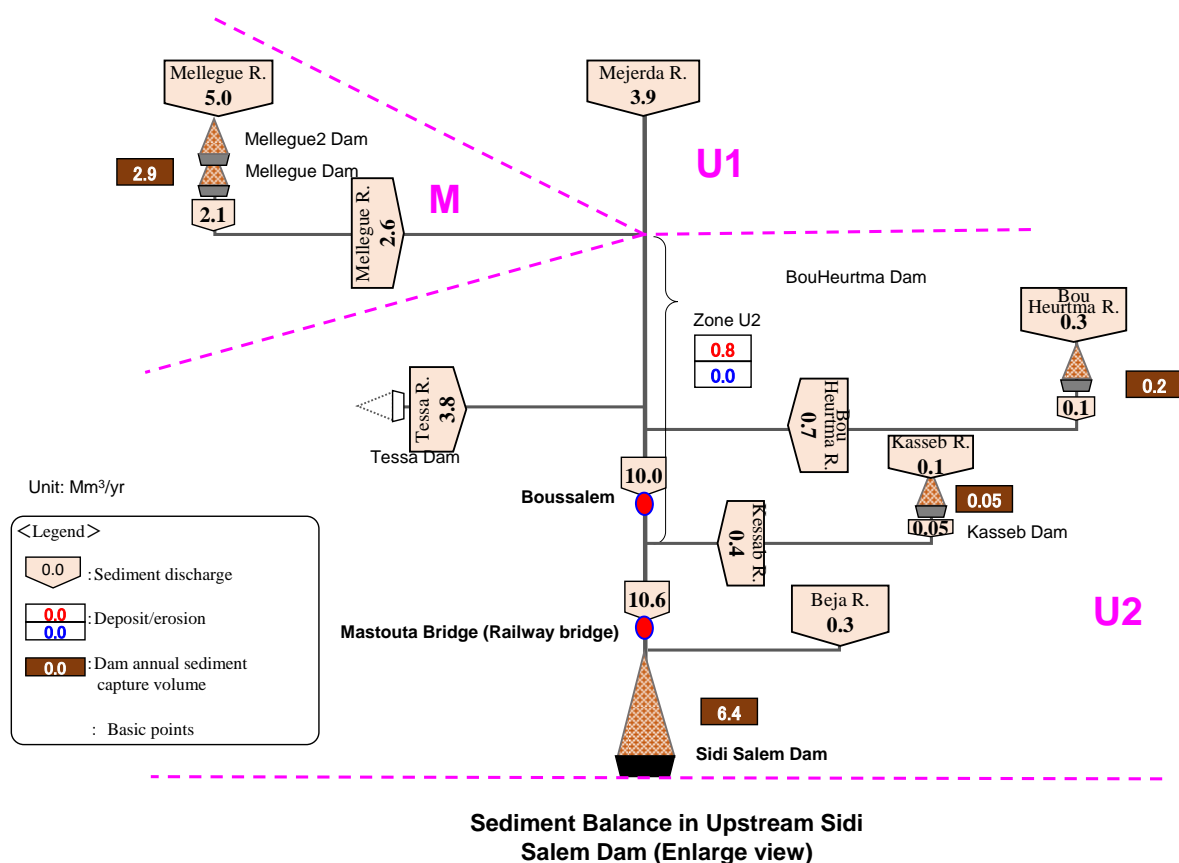 Mellegue R.
5.0
Mejerda R.
3.9
Mellegue2 Dam
Mellegue Dam
2.9
2.1
Mellegue R.
2.6
M
U1
BouHeurtma Dam
Bou
Heurtma R.
0.3
0.2
0.1
Zone U2
0.8
0.0
Tessa R.
3.8
Tessa Dam
Bou
Heurtma R.
0.7
Kasseb R.
0.1
0.05
0.05
Kasseb Dam
10.0
Boussalem
Kessab R.
0.4
10.6
Mastouta Bridge (Railway bridge)
Beja R.
0.3
U2
6.4
Sidi Salem Dam
Unit: Mm³/yr
＜Legend＞
0.0 : Sediment discharge
0.0
0.0
: Deposit/erosion
0.0 : Dam annual sediment
capture volume
: Basic points
Sediment Balance in Upstream Sidi
Salem Dam (Enlarge view)